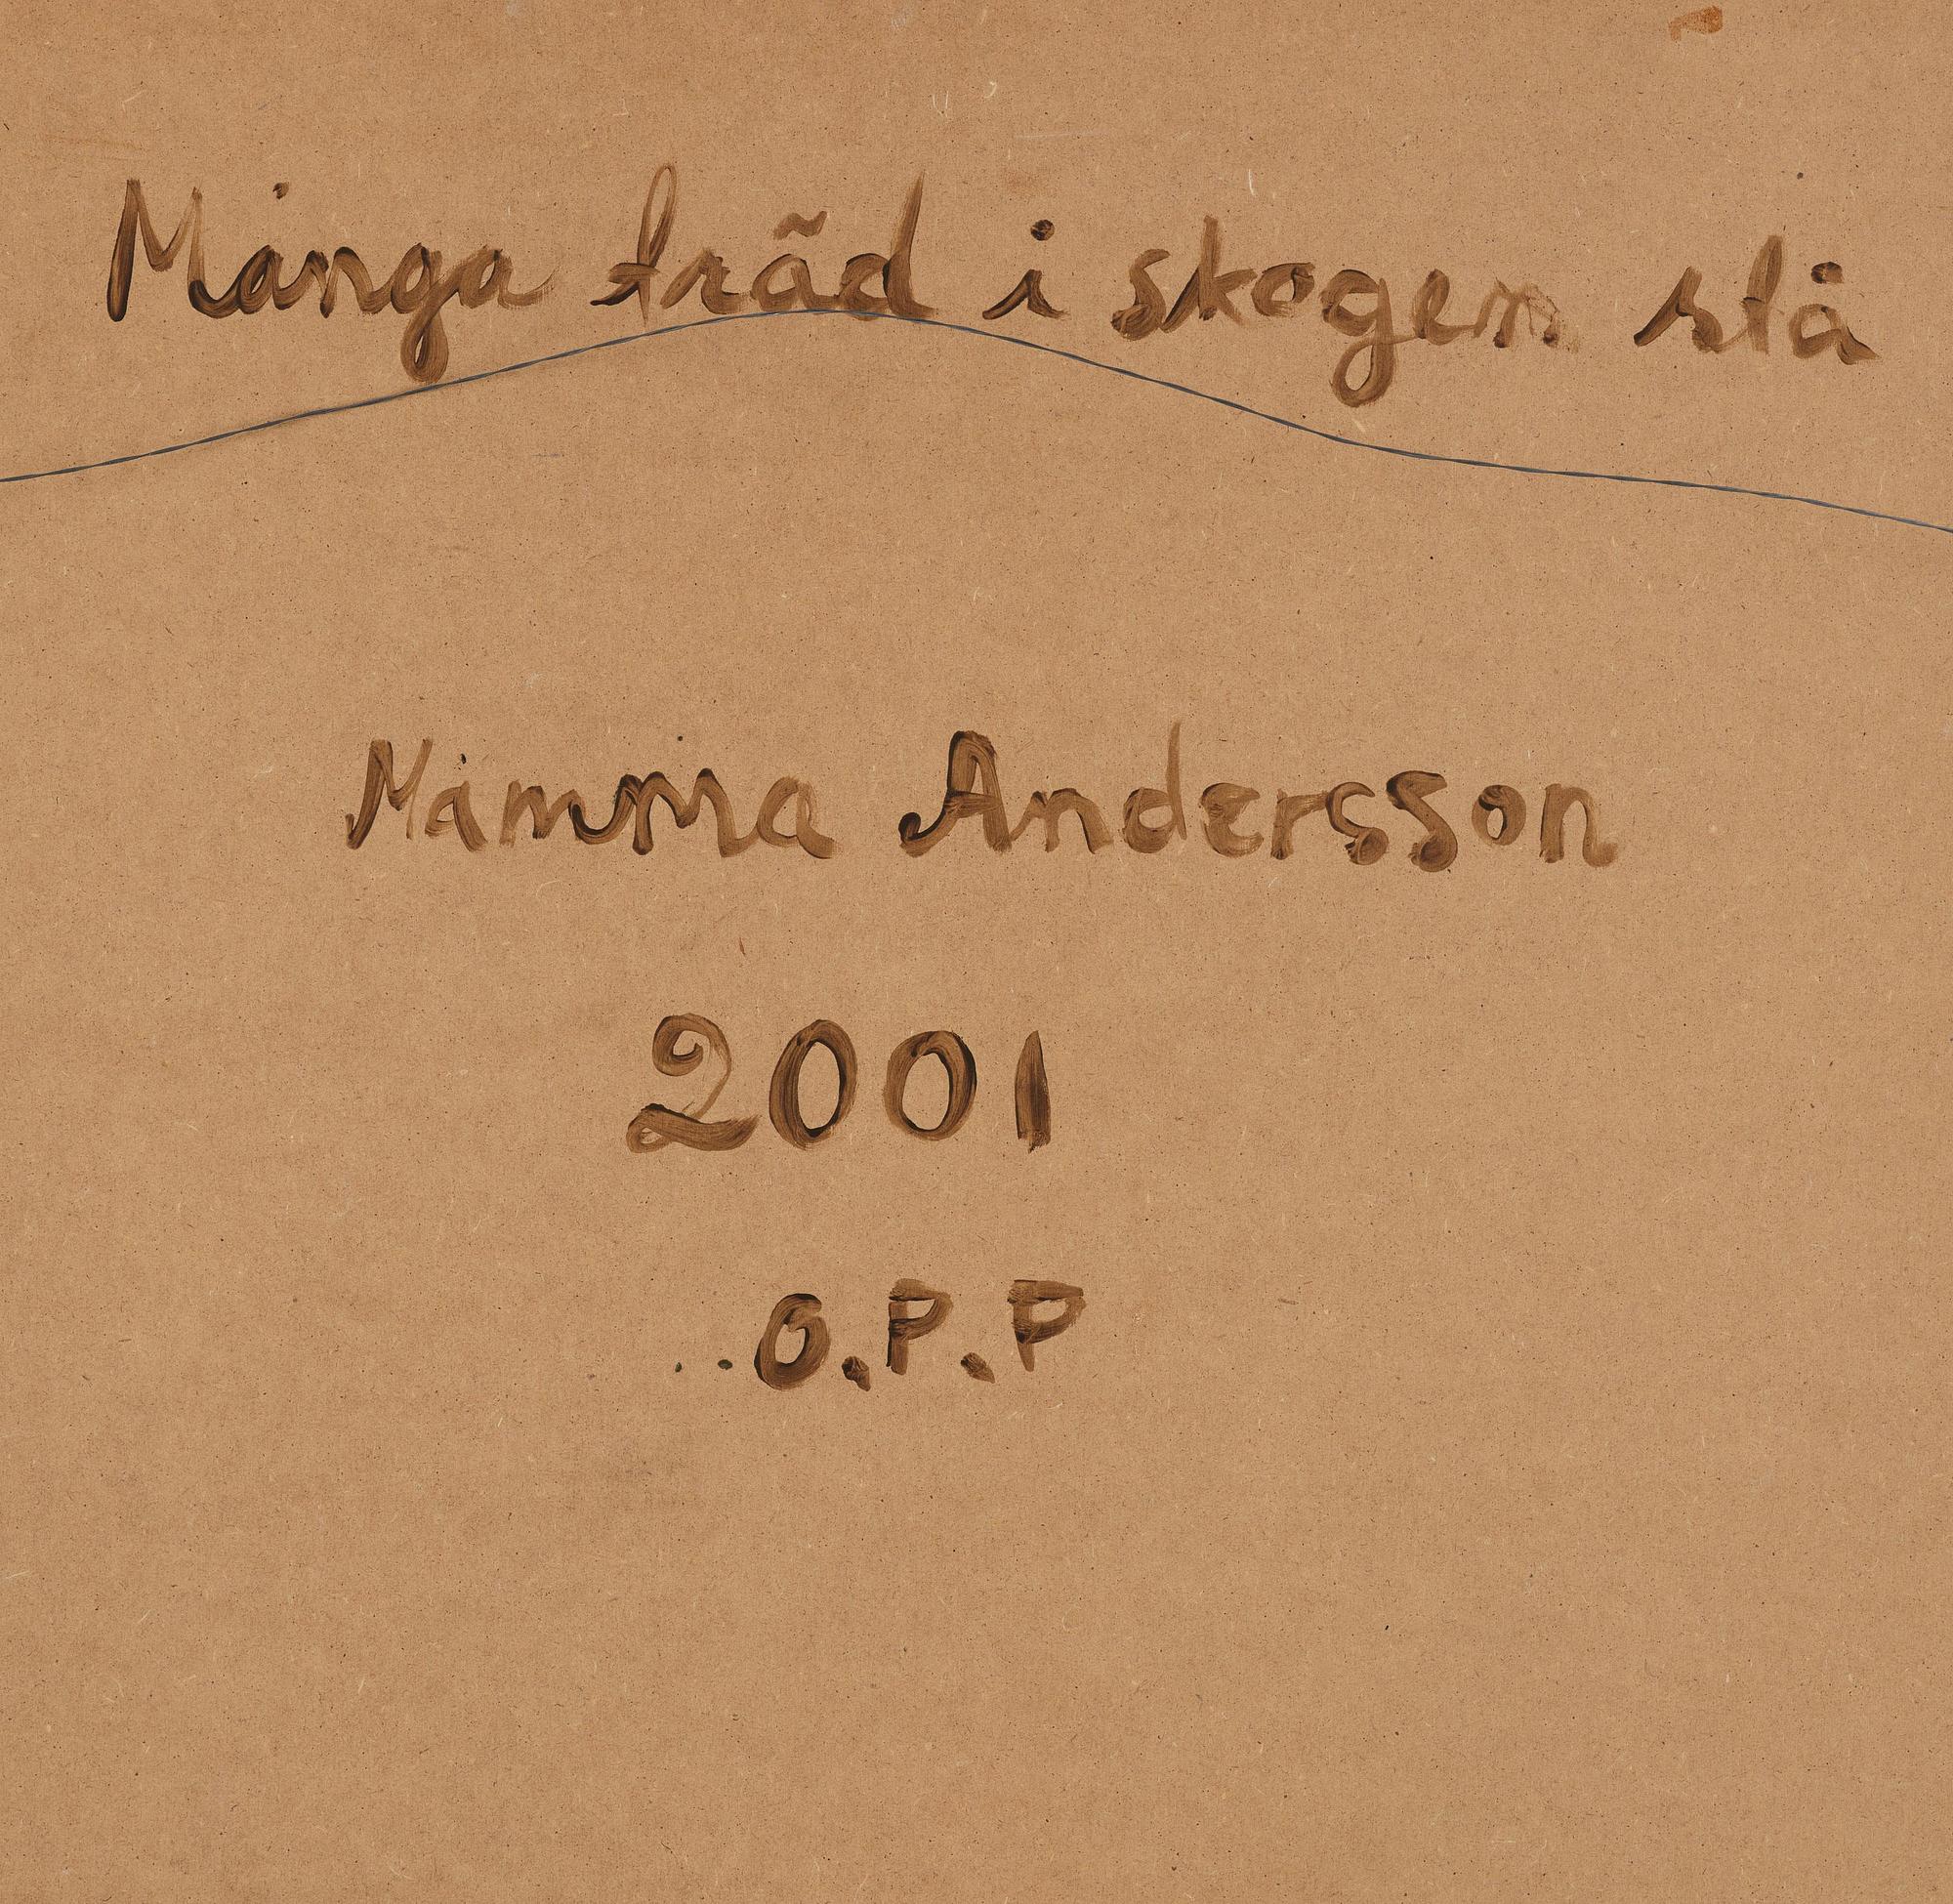 Många träd i skogen stå
Mamma Andersson
2001
O.P.P